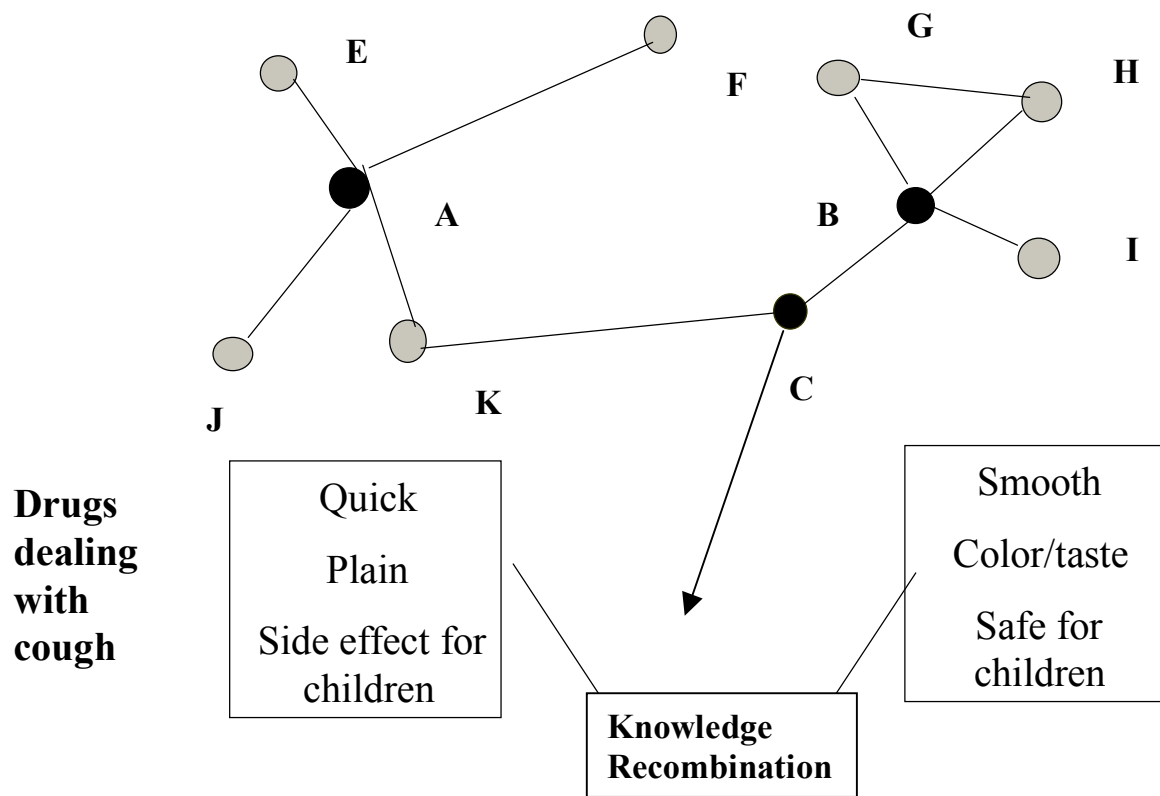 G
E
H
F
A
B
I
C
K
J
Drugs
dealing
with
cough
Quick
Plain
Side effect for
children
Smooth
Color/taste
Safe for
children
Knowledge
Recombination